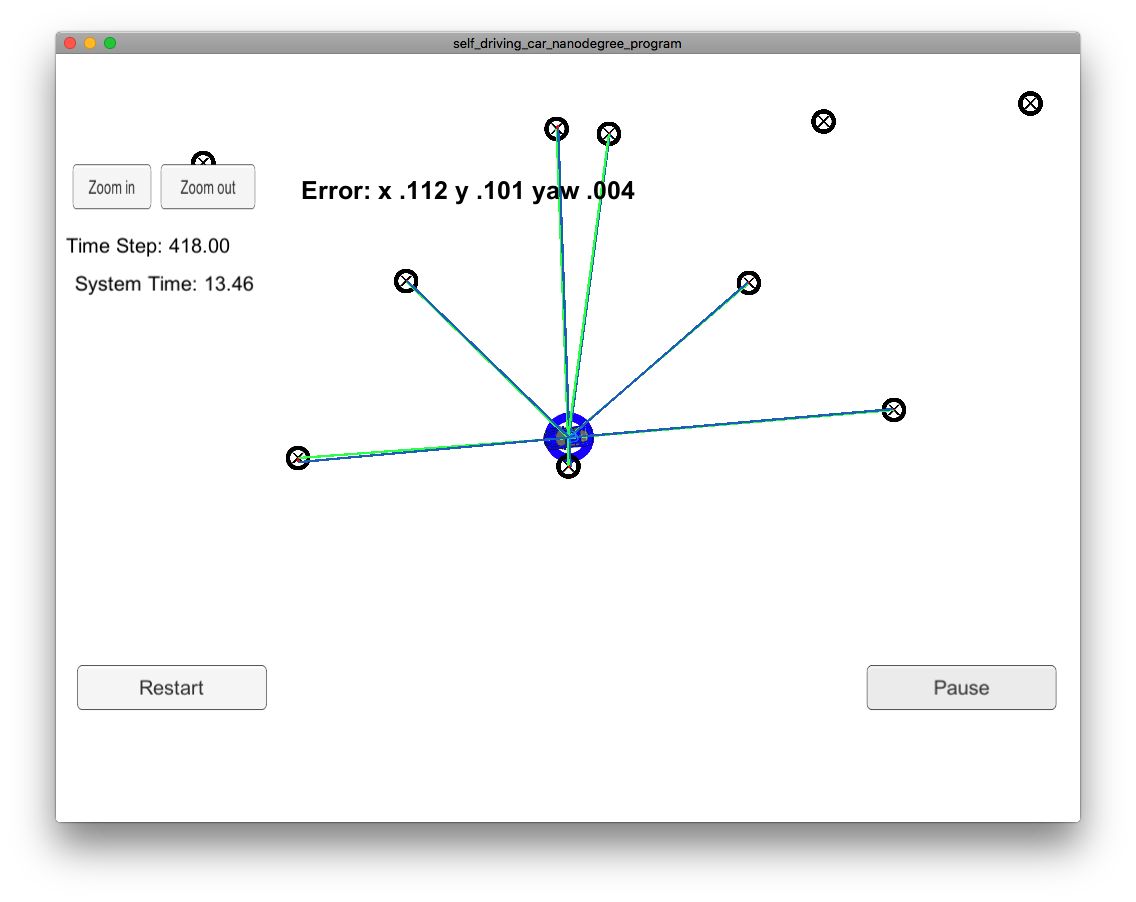 self_driving_car_nanodegree_program
Zoom in
Zoom out
Error: x .112 y .101 yaw .004
Time Step: 418.00
System Time: 13.46
Restart
Pause